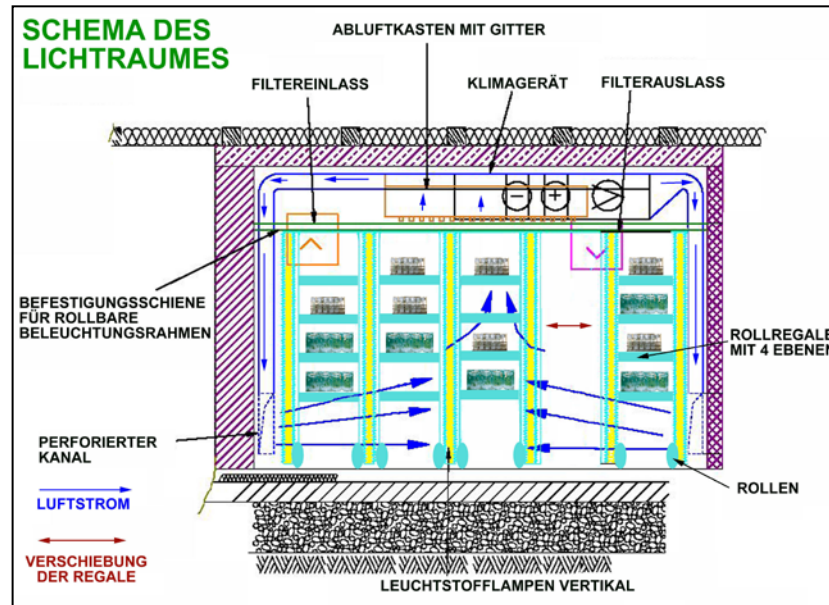 SCHEMA DES
LICHTRAUMES
ABLUFTKASTEN MIT GITTER
FILTEREINLASS
KLIMAGERÄT
FILTERAUSLASS
BEFESTIGUNGSSCHIENE
FÜR ROLLBARE
BELEUCHTUNGSRAHMEN
ROLLREGALE
MIT 4 EBENEN
PERFORIERTER
KANAL
ROLLEN
LUFTSTROM
VERSCHIEBUNG
DER REGALE
LEUCHTSTOFFLAMPEN VERTIKAL